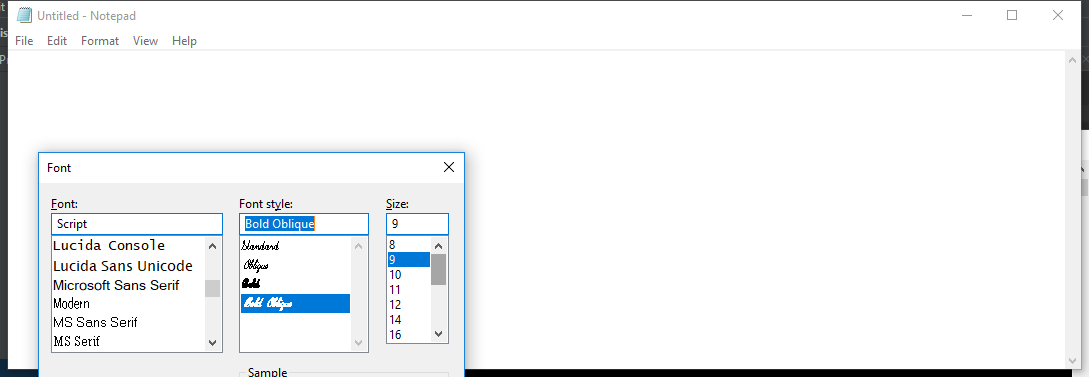 Untitled - Notepad
File Edit Format View Help
Font
Font: Font style: Size:
Script Bold Oblique 9
Lucida Console Standard 8
Lucida Sans Unicode Oblique 9
Microsoft Sans Serif Bold 10
Modern Bold Oblique 11
MS Sans Serif 12
MS Serif 14
16
Sample